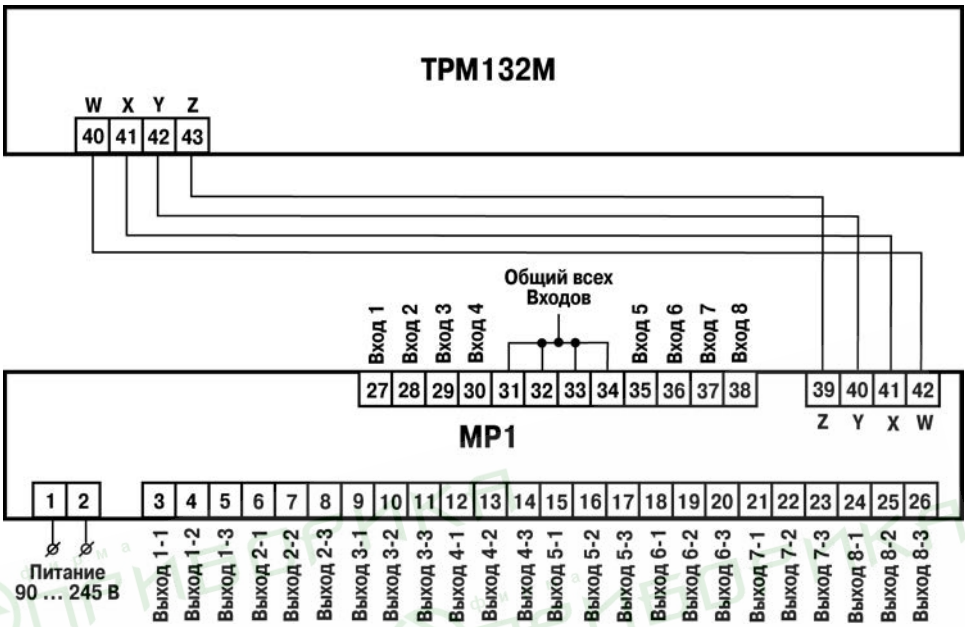 ТРМ132М
W X Y Z
40 41 42 43
Общий всех
Входов
Вход 1
Вход 2
Вход 3
Вход 4
Вход 5
Вход 6
Вход 7
Вход 8
27 28 29 30 31 32 33 34 35 36 37 38
39 40 41 42
Z Y X W
МР1
1 2
3 4 5 6 7 8 9 10 11 12 13 14 15 16 17 18 19 20 21 22 23 24 25 26
Питание
90 ... 245 В
Выход 1-1
Выход 1-2
Выход 1-3
Выход 2-1
Выход 2-2
Выход 2-3
Выход 3-1
Выход 3-2
Выход 3-3
Выход 4-1
Выход 4-2
Выход 4-3
Выход 5-1
Выход 5-2
Выход 5-3
Выход 6-1
Выход 6-2
Выход 6-3
Выход 7-1
Выход 7-2
Выход 7-3
Выход 8-1
Выход 8-2
Выход 8-3
фирма
ПРИБОРИКА
фирма
ПРИБОРИКА